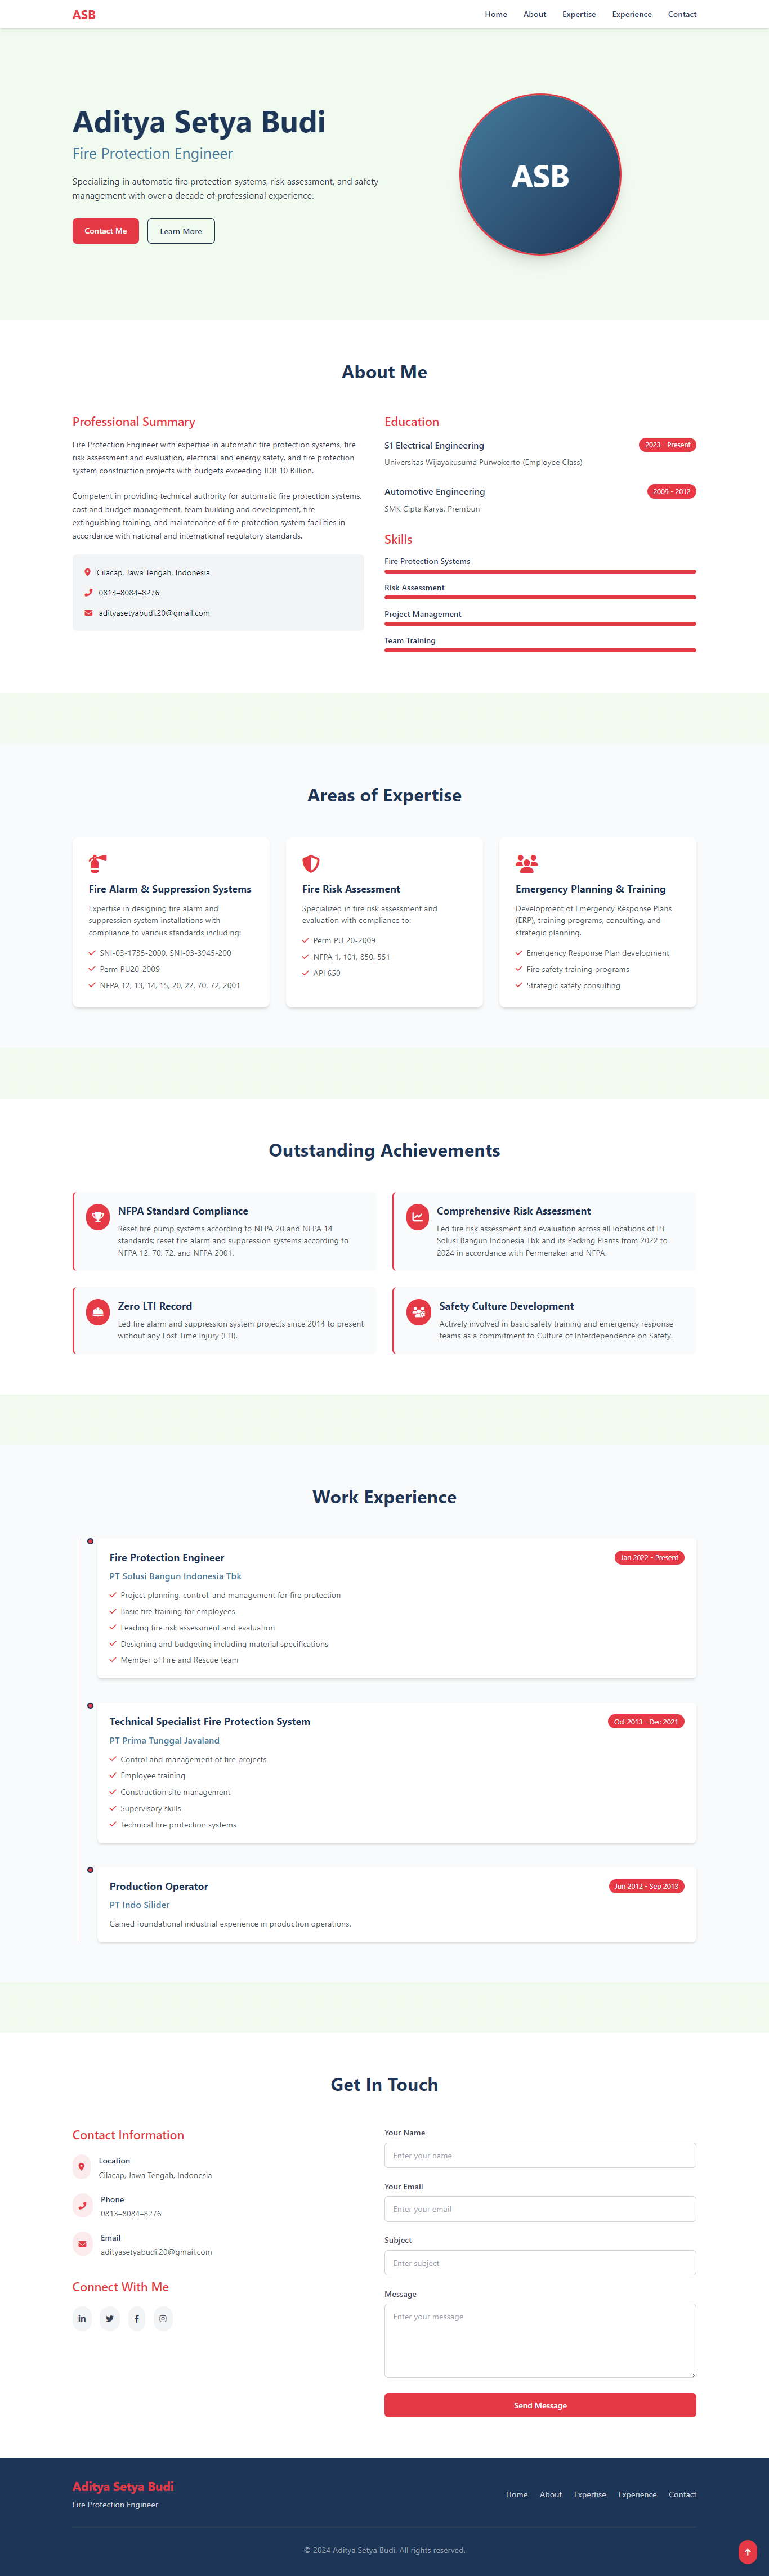 ASB
Home
About
Expertise
Experience
Contact
Aditya Setya Budi
Fire Protection Engineer
Specializing in automatic fire protection systems, risk assessment, and safety
management with over a decade of professional experience.
Contact Me
Learn More
ASB
About Me
Professional Summary
Fire Protection Engineer with expertise in automatic fire protection systems, fire
risk assessment and evaluation, electrical and energy safety, and fire protection
system construction projects with budgets exceeding IDR 10 Billion.
Competent in providing technical authority for automatic fire protection systems,
cost and budget management, team building and development, fire
extinguishing training, and maintenance of fire protection system facilities in
accordance with national and international regulatory standards.
Cilacap, Jawa Tengah, Indonesia
0813–8084–8276
adityasetyabudi.20@gmail.com
Education
S1 Electrical Engineering
2023 - Present
Universitas Wijayakusuma Purwokerto (Employee Class)
Automotive Engineering
2009 - 2012
SMK Cipta Karya, Prembun
Skills
Fire Protection Systems
Risk Assessment
Project Management
Team Training
Areas of Expertise
Fire Alarm & Suppression Systems
Expertise in designing fire alarm and
suppression system installations with
compliance to various standards including:
SNI-03-1735-2000, SNI-03-3945-200
Perm PU20-2009
NFPA 12, 13, 14, 15, 20, 22, 70, 72, 2001
Fire Risk Assessment
Specialized in fire risk assessment and
evaluation with compliance to:
Perm PU 20-2009
NFPA 1, 101, 850, 551
API 650
Emergency Planning & Training
Development of Emergency Response Plans
(ERP), training programs, consulting, and
strategic planning.
Emergency Response Plan development
Fire safety training programs
Strategic safety consulting
Outstanding Achievements
NFPA Standard Compliance
Reset fire pump systems according to NFPA 20 and NFPA 14
standards; reset fire alarm and suppression systems according to
NFPA 12, 70, 72, and NFPA 2001.
Comprehensive Risk Assessment
Led fire risk assessment and evaluation across all locations of PT
Solusi Bangun Indonesia Tbk and its Packing Plants from 2022 to
2024 in accordance with Permenaker and NFPA.
Zero LTI Record
Led fire alarm and suppression system projects since 2014 to present
without any Lost Time Injury (LTI).
Safety Culture Development
Actively involved in basic safety training and emergency response
teams as a commitment to Culture of Interdependence on Safety.
Work Experience
Fire Protection Engineer
Jan 2022 - Present
PT Solusi Bangun Indonesia Tbk
Project planning, control, and management for fire protection
Basic fire training for employees
Leading fire risk assessment and evaluation
Designing and budgeting including material specifications
Member of Fire and Rescue team
Technical Specialist Fire Protection System
Oct 2013 - Dec 2021
PT Prima Tunggal Javaland
Control and management of fire projects
Employee training
Construction site management
Supervisory skills
Technical fire protection systems
Production Operator
Jun 2012 - Sep 2013
PT Indo Silider
Gained foundational industrial experience in production operations.
Get In Touch
Contact Information
Location
Cilacap, Jawa Tengah, Indonesia
Phone
0813–8084–8276
Email
adityasetyabudi.20@gmail.com
Connect With Me
Your Name
Enter your name
Your Email
Enter your email
Subject
Enter subject
Message
Enter your message
Send Message
Aditya Setya Budi
Fire Protection Engineer
Home
About
Expertise
Experience
Contact
© 2024 Aditya Setya Budi. All rights reserved.